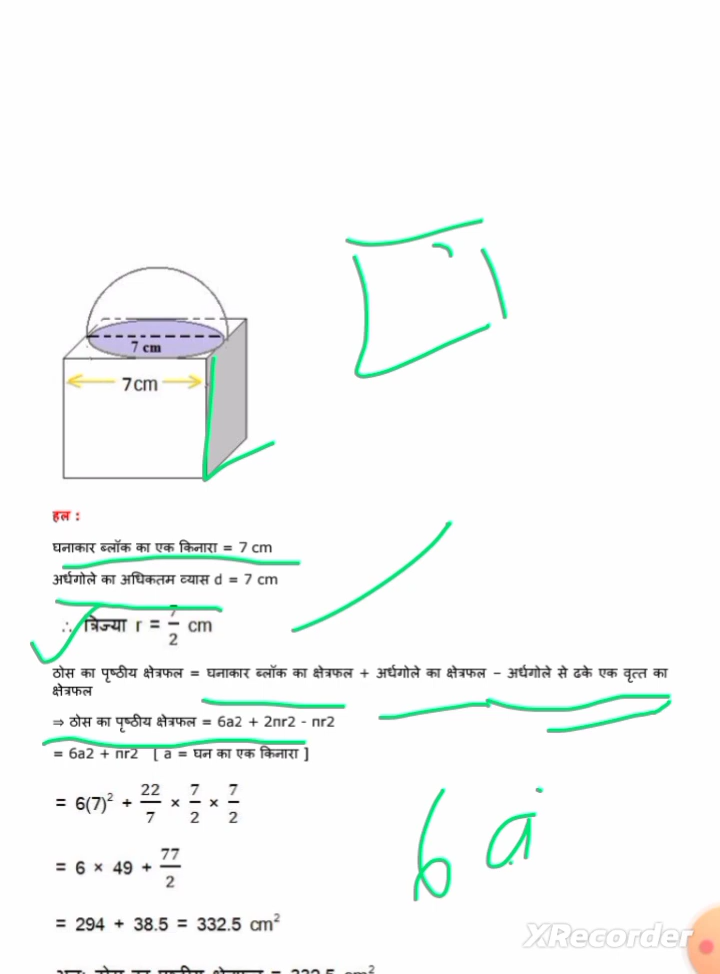 7 cm
7cm
हल :
घनाकार ब्लॉक का एक किनारा = 7 cm
अर्धगोले का अधिकतम व्यास d = 7 cm
∴ त्रिज्या r = 7/2 cm
ठोस का पृष्ठीय क्षेत्रफल = घनाकार ब्लॉक का क्षेत्रफल + अर्धगोले का क्षेत्रफल – अर्धगोले से ढके एक वृत्त का
क्षेत्रफल
⇒ ठोस का पृष्ठीय क्षेत्रफल = 6a2 + 2πr2 - πr2
= 6a2 + πr2 [ a = घन का एक किनारा ]
= 6(7)² + 22/7 × 7/2 × 7/2
6 a
= 6 × 49 + 77/2
= 294 + 38.5 = 332.5 cm²
XRecorder